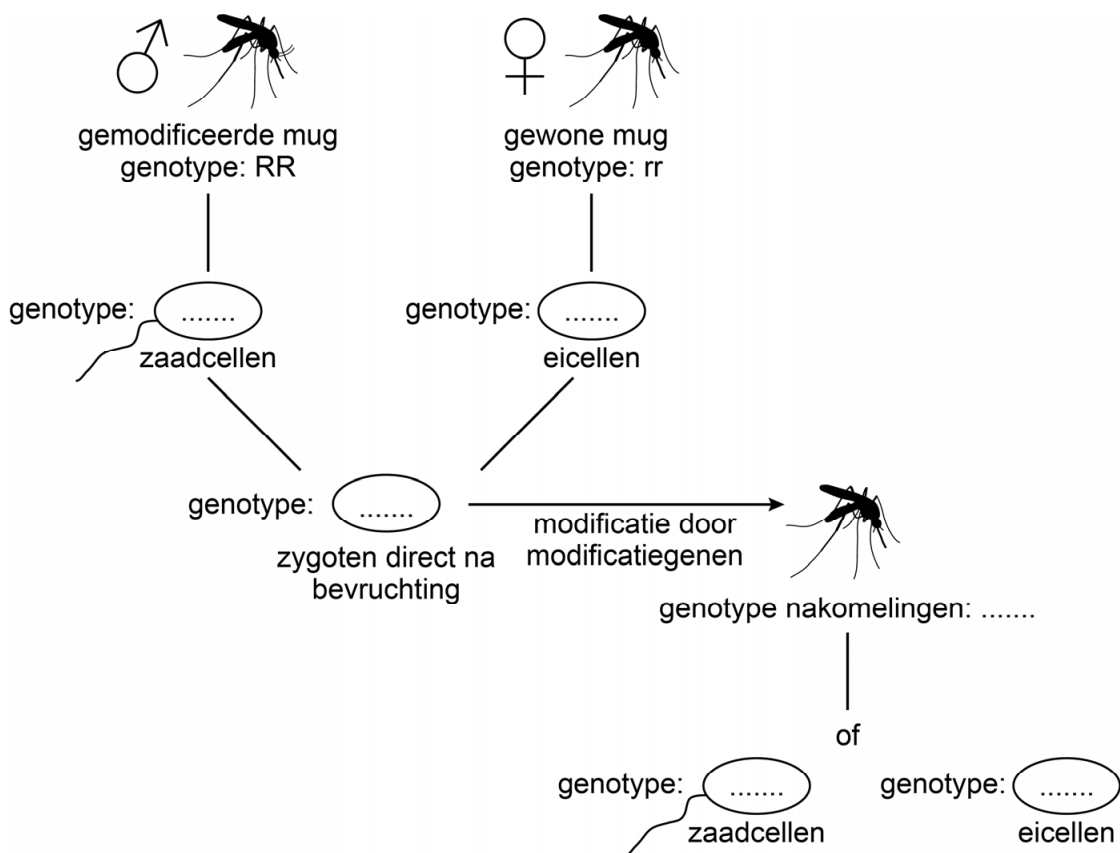 gemodificeerde mug
genotype: RR
gewone mug
genotype: rr
genotype: .......
zaadcellen
genotype: .......
eicellen
genotype: .......
zygoten direct na
bevruchting
modificatie door
modificatiegenen
genotype nakomelingen: .......
of
genotype: .......
zaadcellen
genotype: .......
eicellen